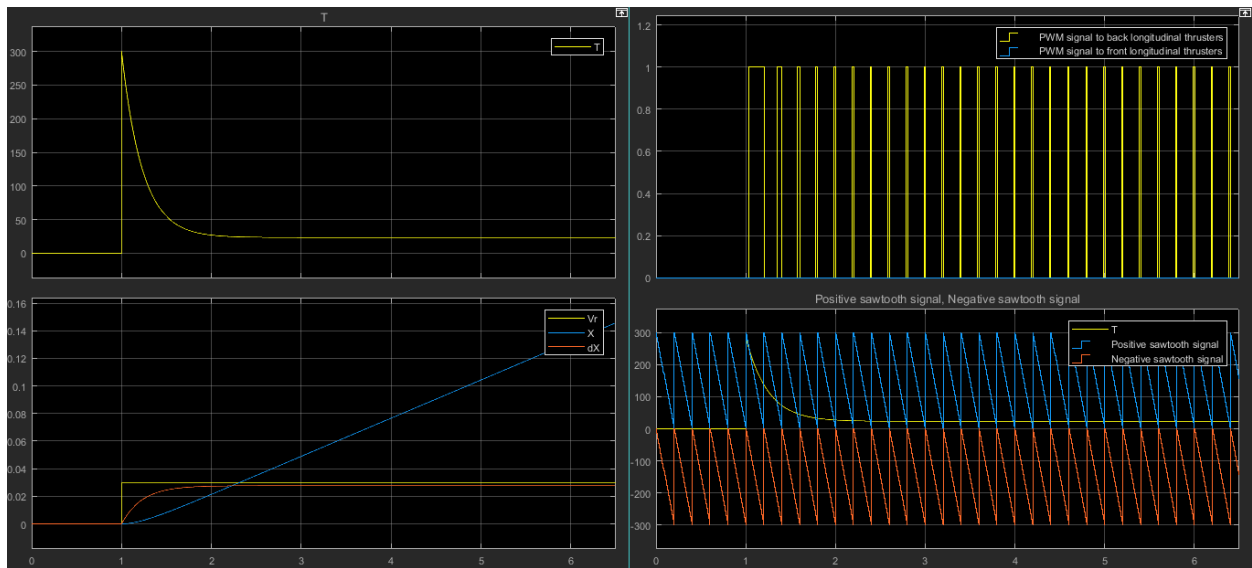 T
T
300
250
200
150
100
50
0
0.16
0.14
0.12
0.1
0.08
0.06
0.04
0.02
0
Vr
X
dX
0 1 2 3 4 5 6
1.2
1
0.8
0.6
0.4
0.2
0
PWM signal to back longitudinal thrusters
PWM signal to front longitudinal thrusters
Positive sawtooth signal, Negative sawtooth signal
300
200
100
0
-100
-200
-300
T
Positive sawtooth signal
Negative sawtooth signal
0 1 2 3 4 5 6